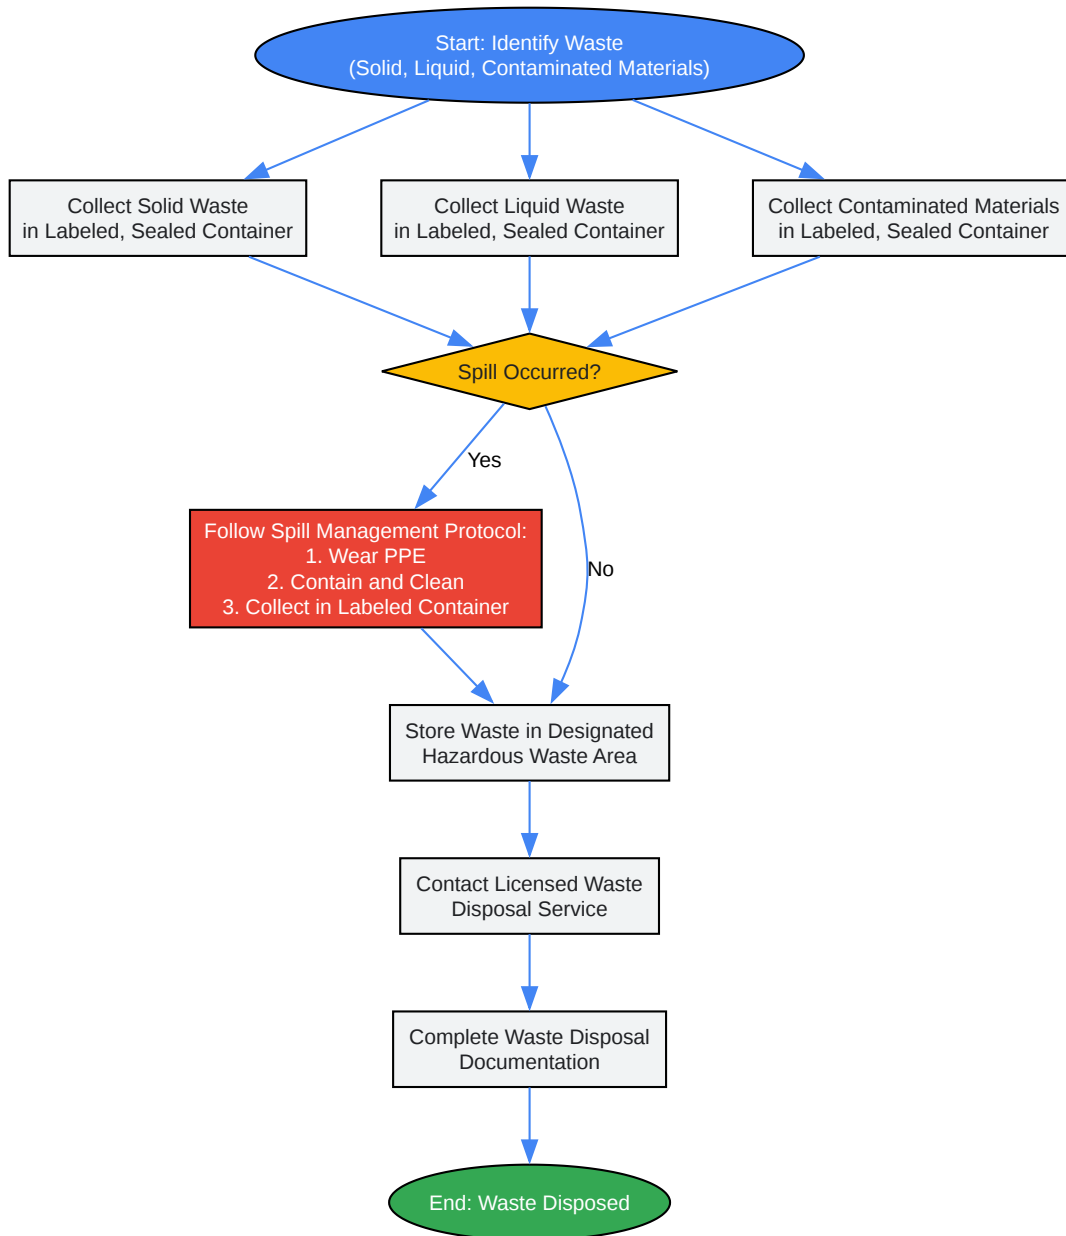 Start: Identify Waste
(Solid, Liquid, Contaminated Materials)
Collect Solid Waste
in Labeled, Sealed Container
Collect Liquid Waste
in Labeled, Sealed Container
Collect Contaminated Materials
in Labeled, Sealed Container
Spill Occurred?
Yes
Follow Spill Management Protocol:
1. Wear PPE
2. Contain and Clean
3. Collect in Labeled Container
No
Store Waste in Designated
Hazardous Waste Area
Contact Licensed Waste
Disposal Service
Complete Waste Disposal
Documentation
End: Waste Disposed